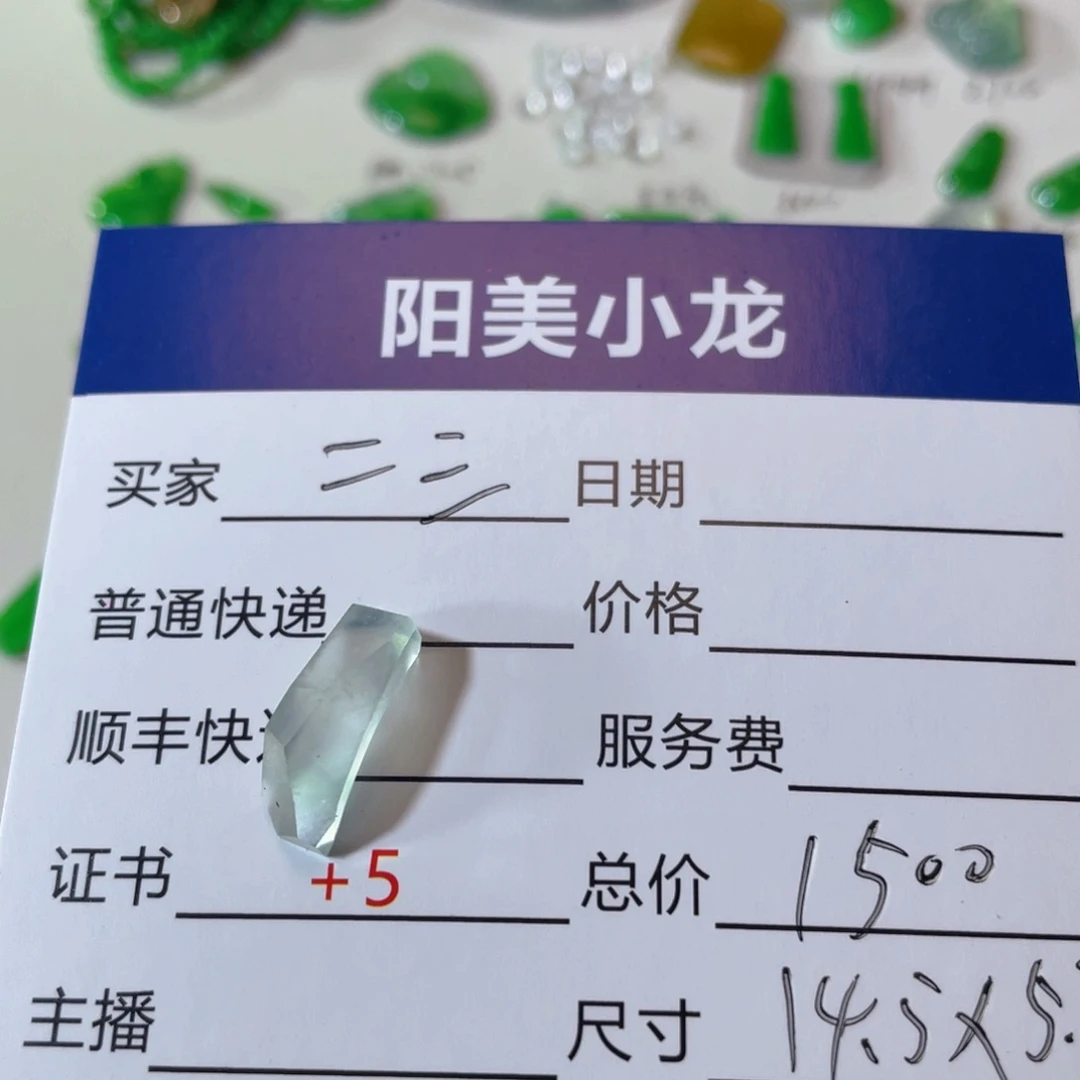 阳美小龙
买家 二三 日期
普通快递 价格
顺丰快 服务费
证书 +5 总价 1500
主播 尺寸 14.5x5.